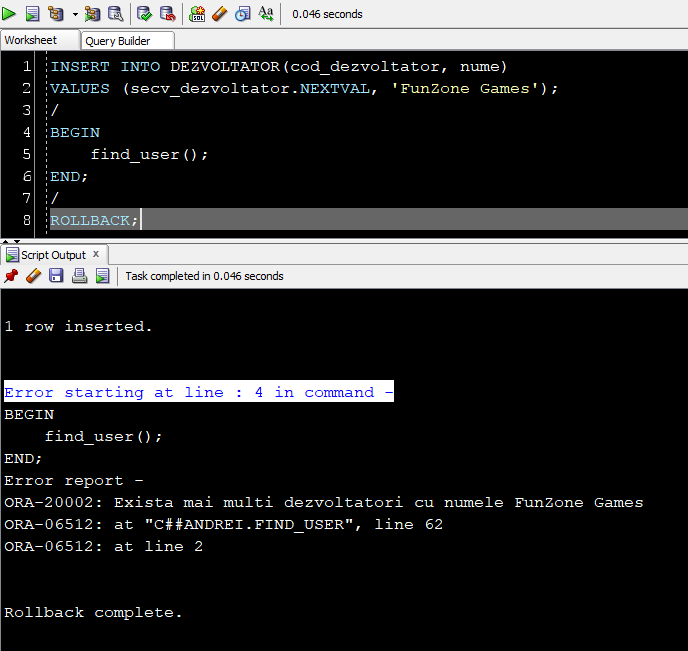 SQL
Aa
0.046 seconds
Worksheet
Query Builder
1 INSERT INTO DEZVOLTATOR(cod_dezvoltator, nume)
2 VALUES (secv_dezvoltator.NEXTVAL, 'FunZone Games');
3 /
4 BEGIN
5 find_user();
6 END;
7 /
8 ROLLBACK;
Script Output x
Task completed in 0.046 seconds
1 row inserted.
Error starting at line : 4 in command -
BEGIN
find_user();
END;
Error report -
ORA-20002: Exista mai multi dezvoltatori cu numele FunZone Games
ORA-06512: at "C##ANDREI.FIND_USER", line 62
ORA-06512: at line 2
Rollback complete.